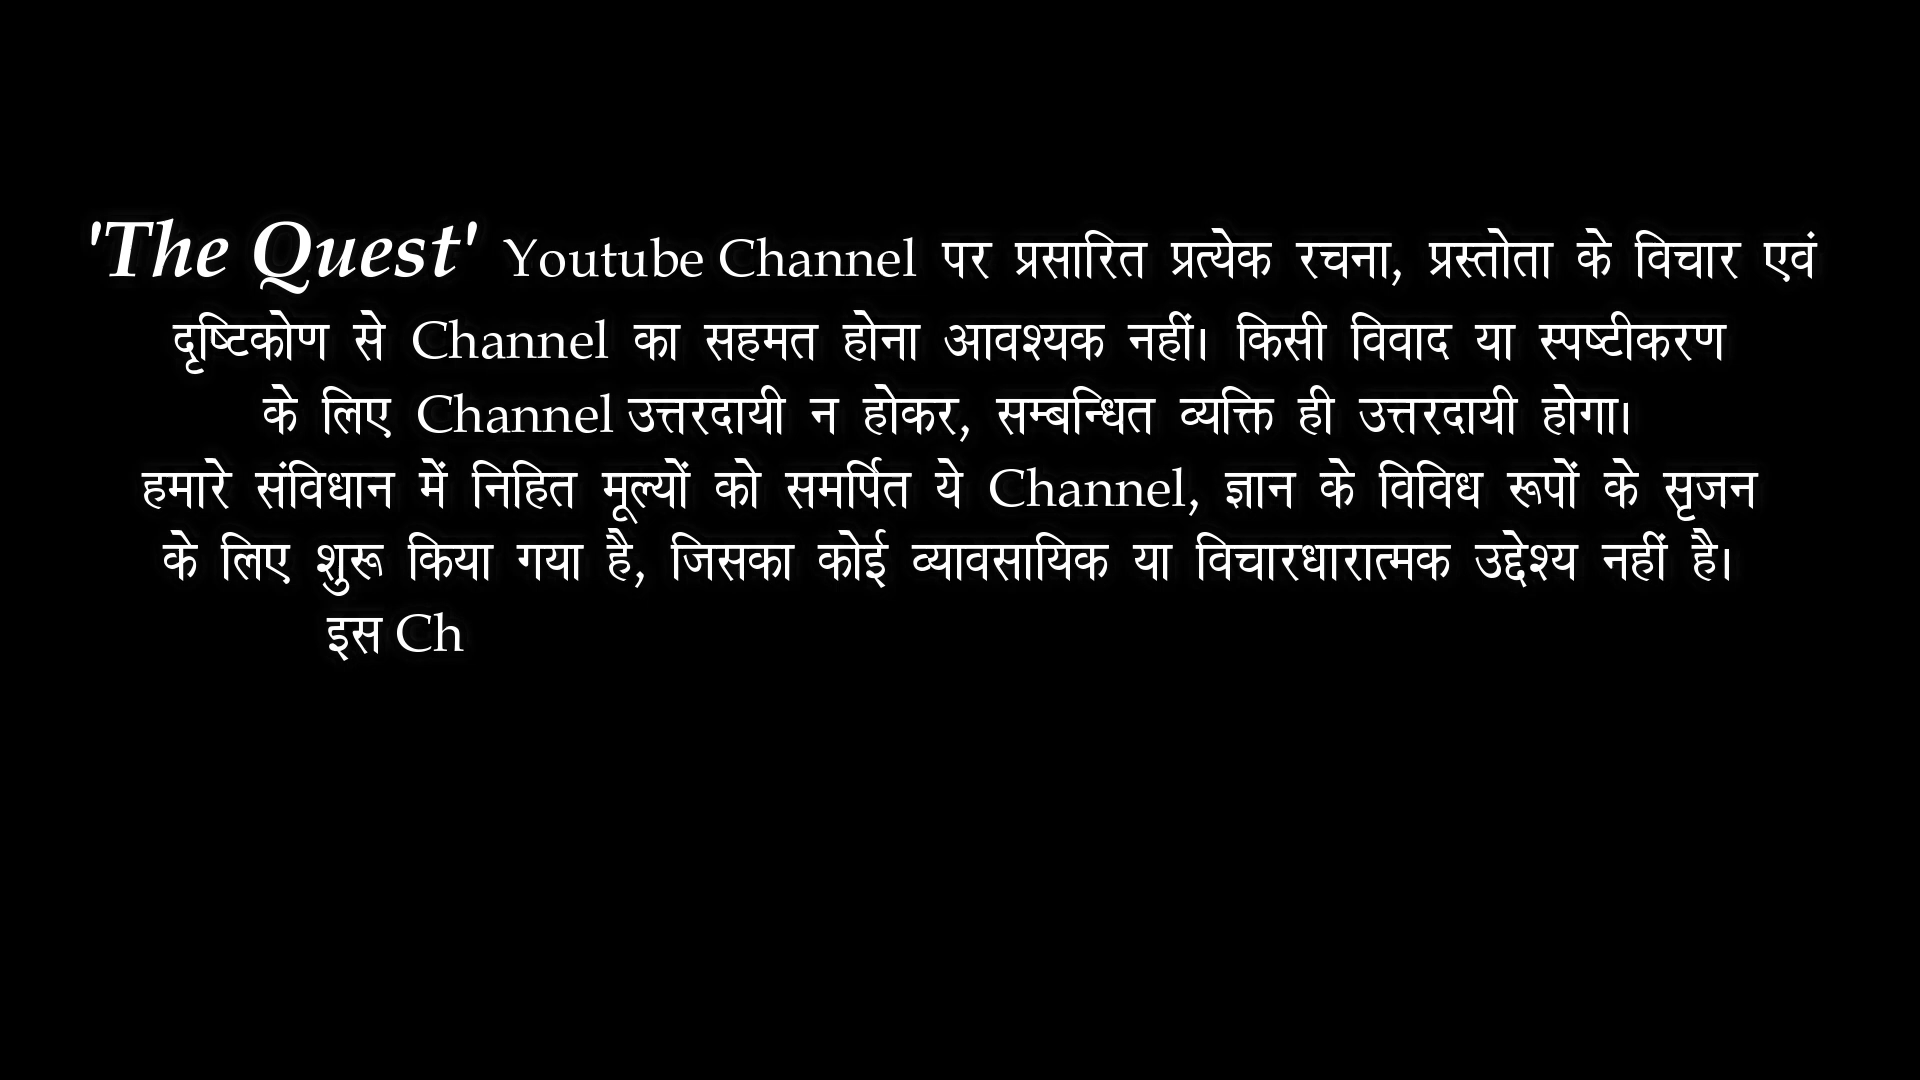 'The Quest' Youtube Channel पर प्रसारित प्रत्येक रचना, प्रस्तोता के विचार एवं
दृष्टिकोण से Channel का सहमत होना आवश्यक नहीं। किसी विवाद या स्पष्टीकरण
के लिए Channel उत्तरदायी न होकर, सम्बन्धित व्यक्ति ही उत्तरदायी होगा।
हमारे संविधान में निहित मूल्यों को समर्पित ये Channel, ज्ञान के विविध रूपों के सृजन
के लिए शुरू किया गया है, जिसका कोई व्यावसायिक या विचारधारात्मक उद्देश्य नहीं है।
इस Ch